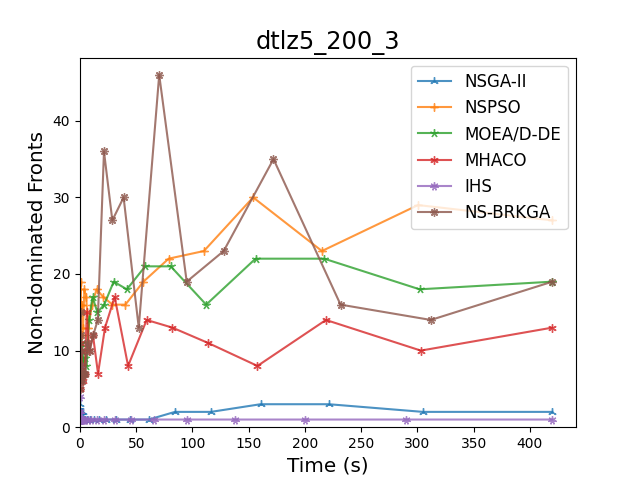 dtlz5_200_3
Non-dominated Fronts
40
30
20
10
0
0 50 100 150 200 250 300 350 400
Time (s)
NSGA-II
NSPSO
MOEA/D-DE
MHACO
IHS
NS-BRKGA